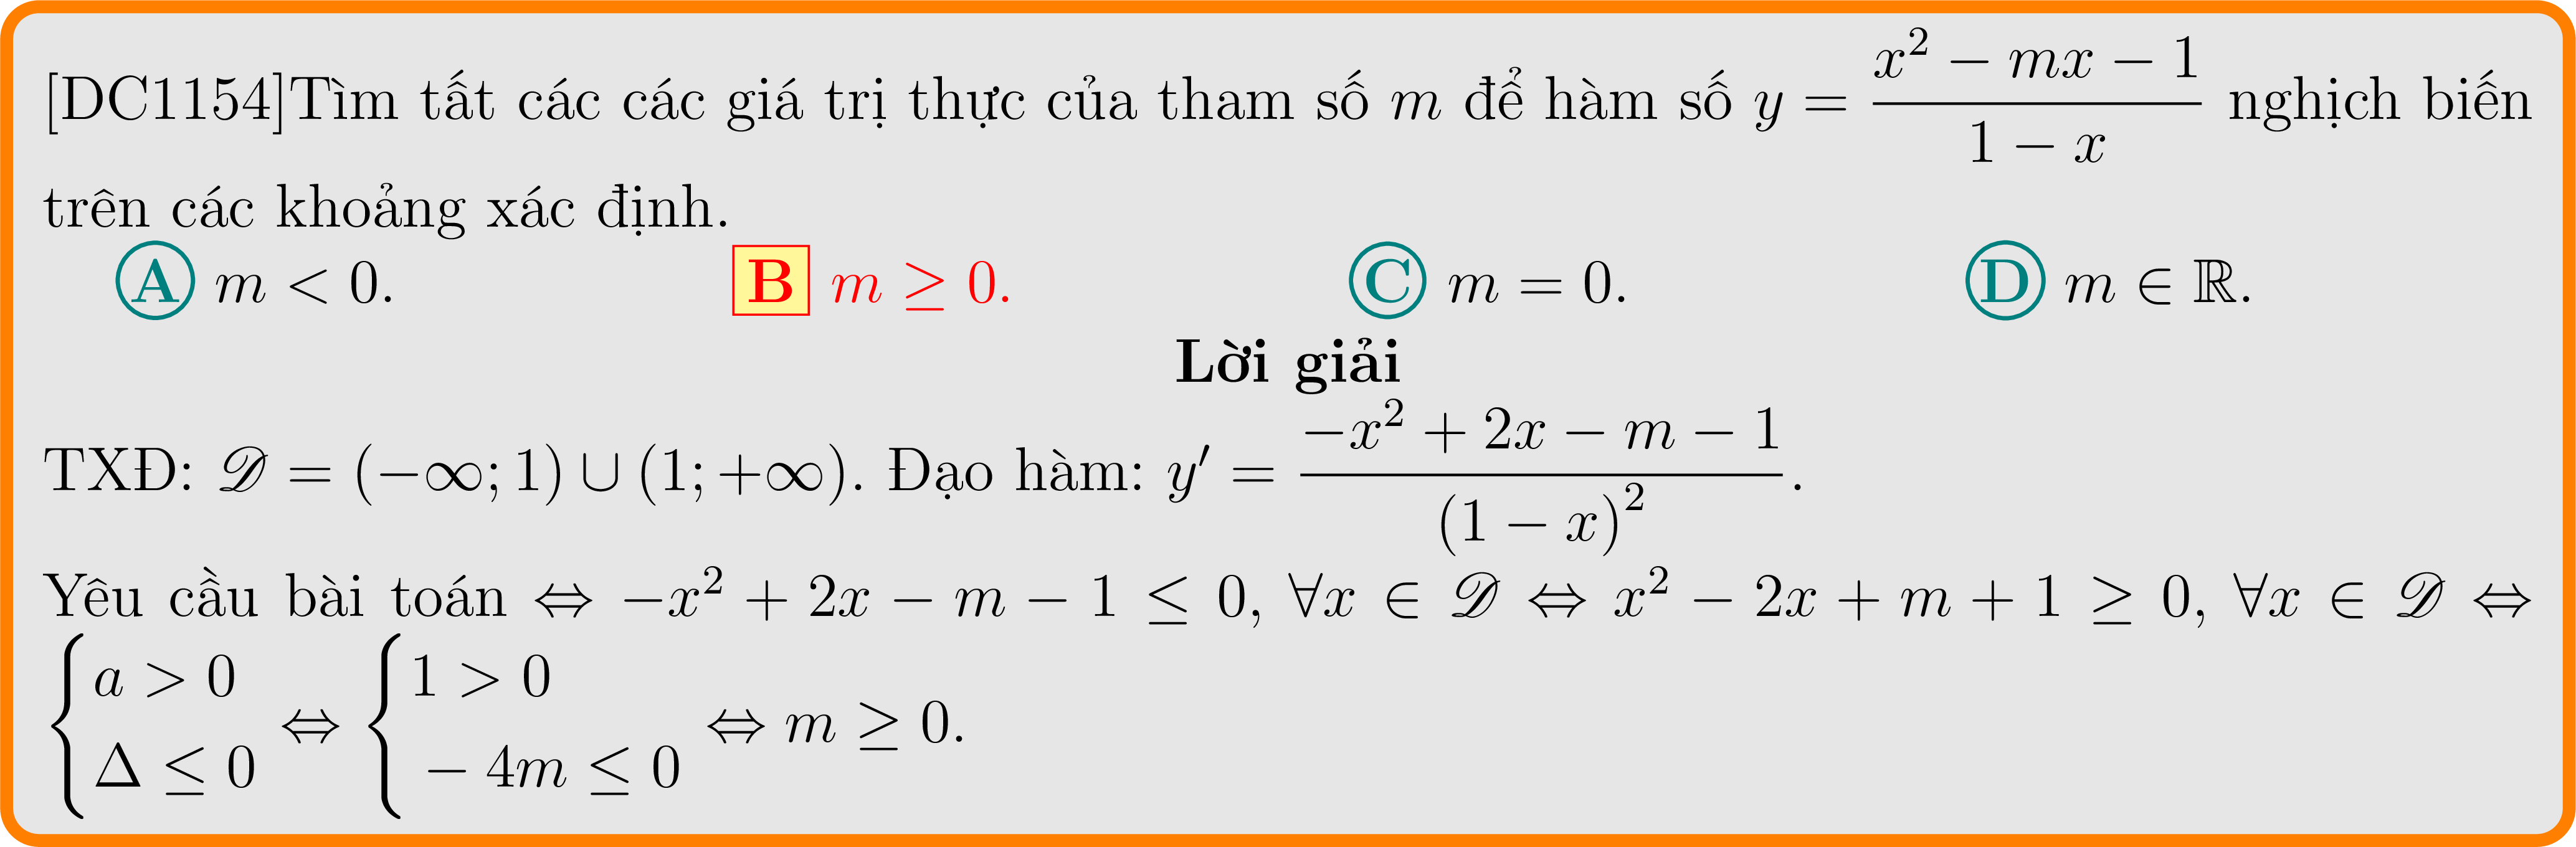 [DC1154]Tìm tất các các giá trị thực của tham số $m$ để hàm số $y = \dfrac{x^2 - mx - 1}{1 - x}$ nghịch biến
trên các khoảng xác định.
A $m < 0$. B $m \geq 0$. C $m = 0$. D $m \in \mathbb{R}$.
Lời giải
TXĐ: $\mathscr{D} = (-\infty; 1) \cup (1; +\infty)$. Đạo hàm: $y' = \dfrac{-x^2 + 2x - m - 1}{(1 - x)^2}$.
Yêu cầu bài toán $\Leftrightarrow -x^2 + 2x - m - 1 \leq 0, \forall x \in \mathscr{D} \Leftrightarrow x^2 - 2x + m + 1 \geq 0, \forall x \in \mathscr{D} \Leftrightarrow$
$\begin{cases} a > 0 \\ \Delta \leq 0 \end{cases} \Leftrightarrow \begin{cases} 1 > 0 \\ -4m \leq 0 \end{cases} \Leftrightarrow m \geq 0$.